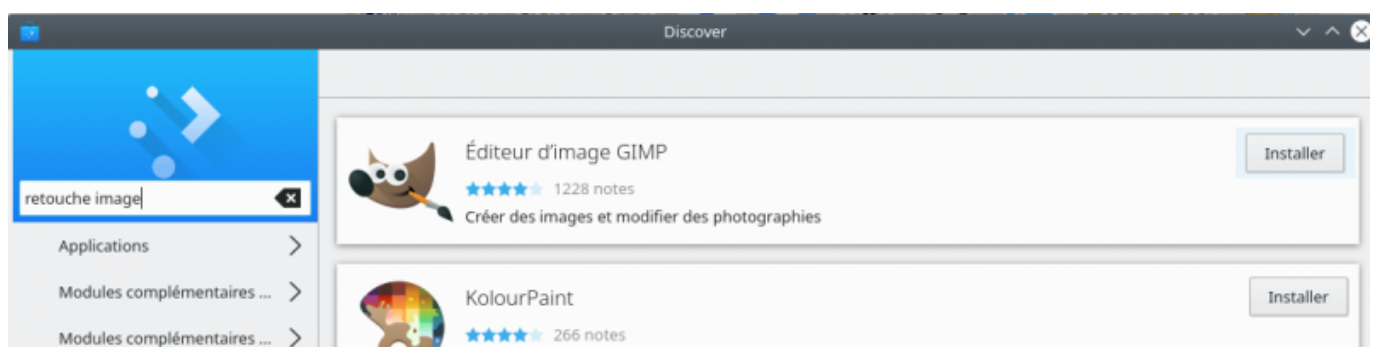 Discover
retouche image
Applications
Modules complémentaires ...
Modules complémentaires ...
Éditeur d'image GIMP
1228 notes
Créer des images et modifier des photographies
Installer
KolourPaint
266 notes
Installer